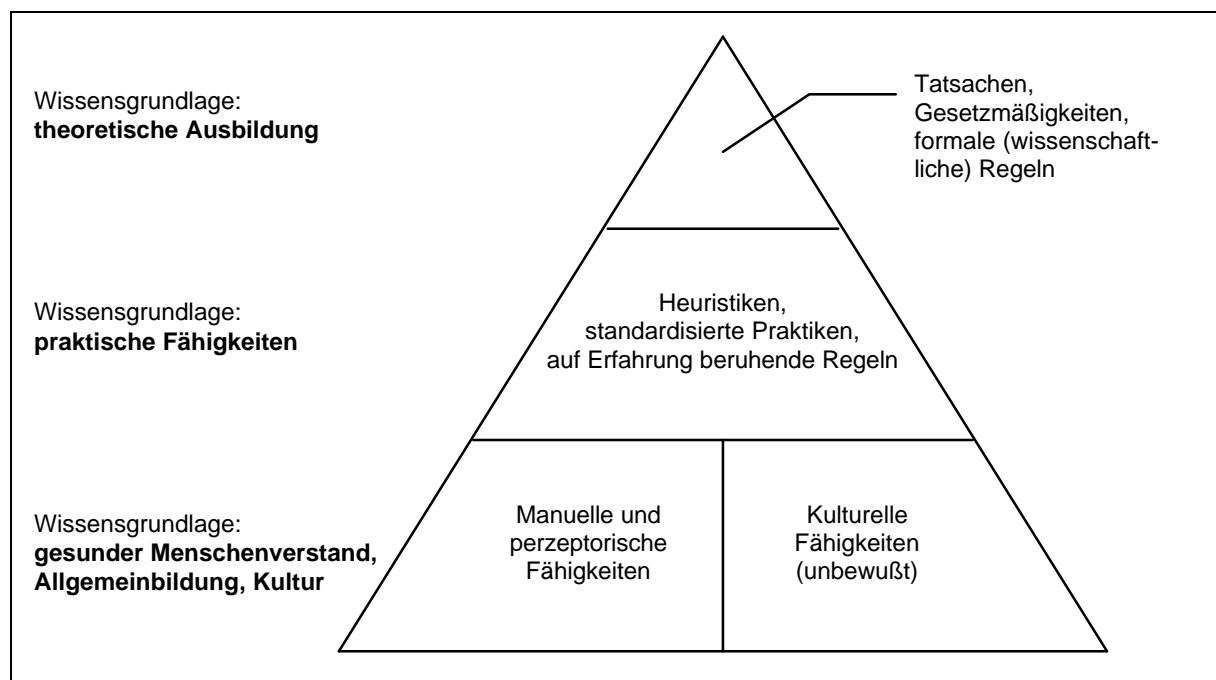 Wissensgrundlage:
theoretische Ausbildung
Tatsachen,
Gesetzmäßigkeiten,
formale (wissenschaft-
liche) Regeln
Wissensgrundlage:
praktische Fähigkeiten
Heuristiken,
standardisierte Praktiken,
auf Erfahrung beruhende Regeln
Wissensgrundlage:
gesunder Menschenverstand,
Allgemeinbildung, Kultur
Manuelle und
perzeptorische
Fähigkeiten
Kulturelle
Fähigkeiten
(unbewußt)